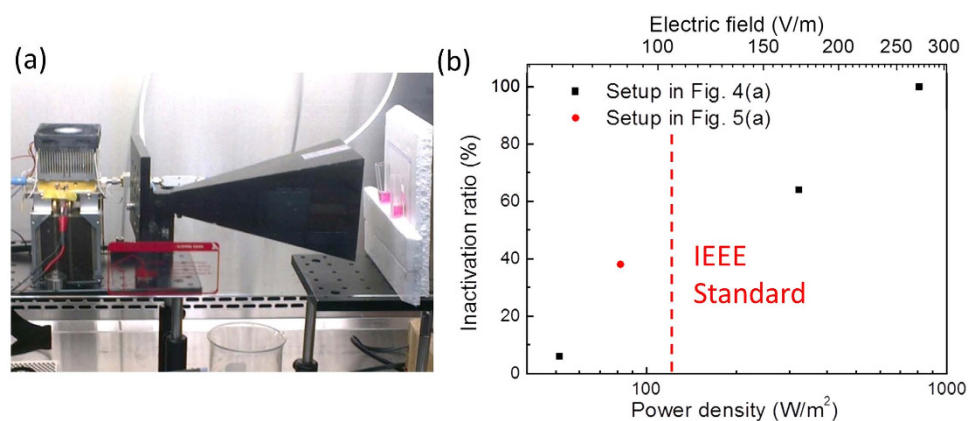 (a)
(b)
Electric field (V/m)
100 150 200 250 300
100
80
60
40
20
0
Inactivation ratio (%)
Setup in Fig. 4(a)
Setup in Fig. 5(a)
IEEE
Standard
100 1000
Power density (W/m²)